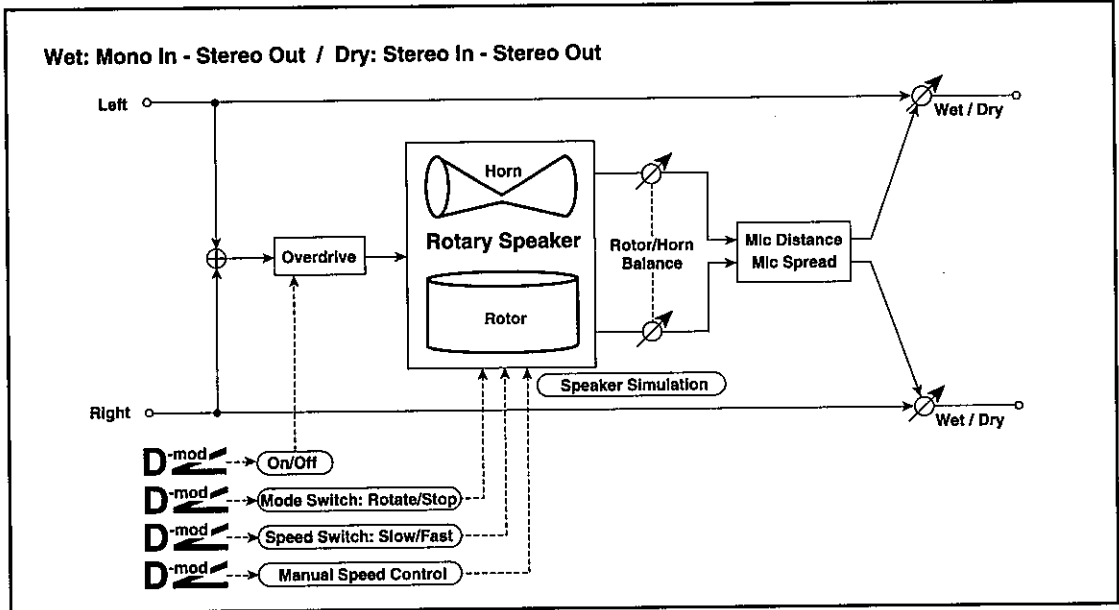 Wet: Mono In - Stereo Out / Dry: Stereo In - Stereo Out
Left
Wet / Dry
Horn
Rotary Speaker
Rotor
Overdrive
Rotor/Horn
Balance
Mic Distance
Mic Spread
Speaker Simulation
Right
Wet / Dry
D-mod
On/Off
D-mod
Mode Switch: Rotate/Stop
D-mod
Speed Switch: Slow/Fast
D-mod
Manual Speed Control